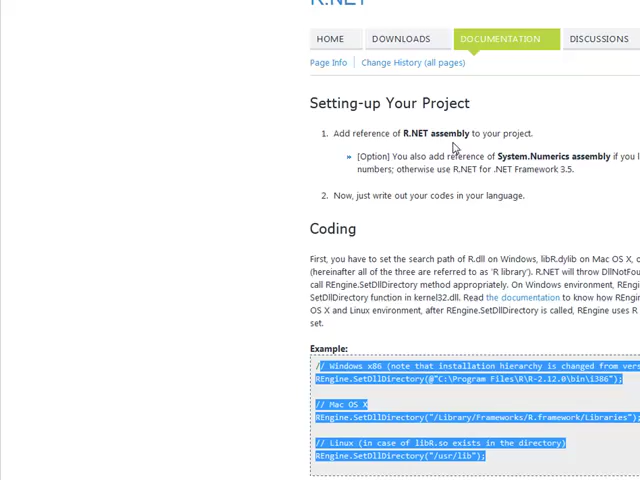 R.NET
HOME DOWNLOADS DOCUMENTATION DISCUSSIONS
Page Info Change History (all pages)
Setting-up Your Project
1. Add reference of R.NET assembly to your project.
» [Option] You also add reference of System.Numerics assembly if you
numbers; otherwise use R.NET for .NET Framework 3.5.
2. Now, just write out your codes in your language.
Coding
First, you have to set the search path of R.dll on Windows, libR.dylib on Mac OS X,
(hereinafter all of the three are referred to as 'R library'). R.NET will throw DllNotFou
call REngine.SetDllDirectory method appropriately. On Windows environment, REngi
SetDllDirectory function in kernel32.dll. Read the documentation to know how REngin
OS X and Linux environment, after REngine.SetDllDirectory is called, REngine uses R
set.
Example:
// Windows x86 (note that installation hierarchy is changed from vers
REngine.SetDllDirectory(@"C:\Program Files\R\R-2.12.0\bin\i386");
// Mac OS X
REngine.SetDllDirectory("/Library/Frameworks/R.framework/Libraries");
// Linux (in case of libR.so exists in the directory)
REngine.SetDllDirectory("/usr/lib");